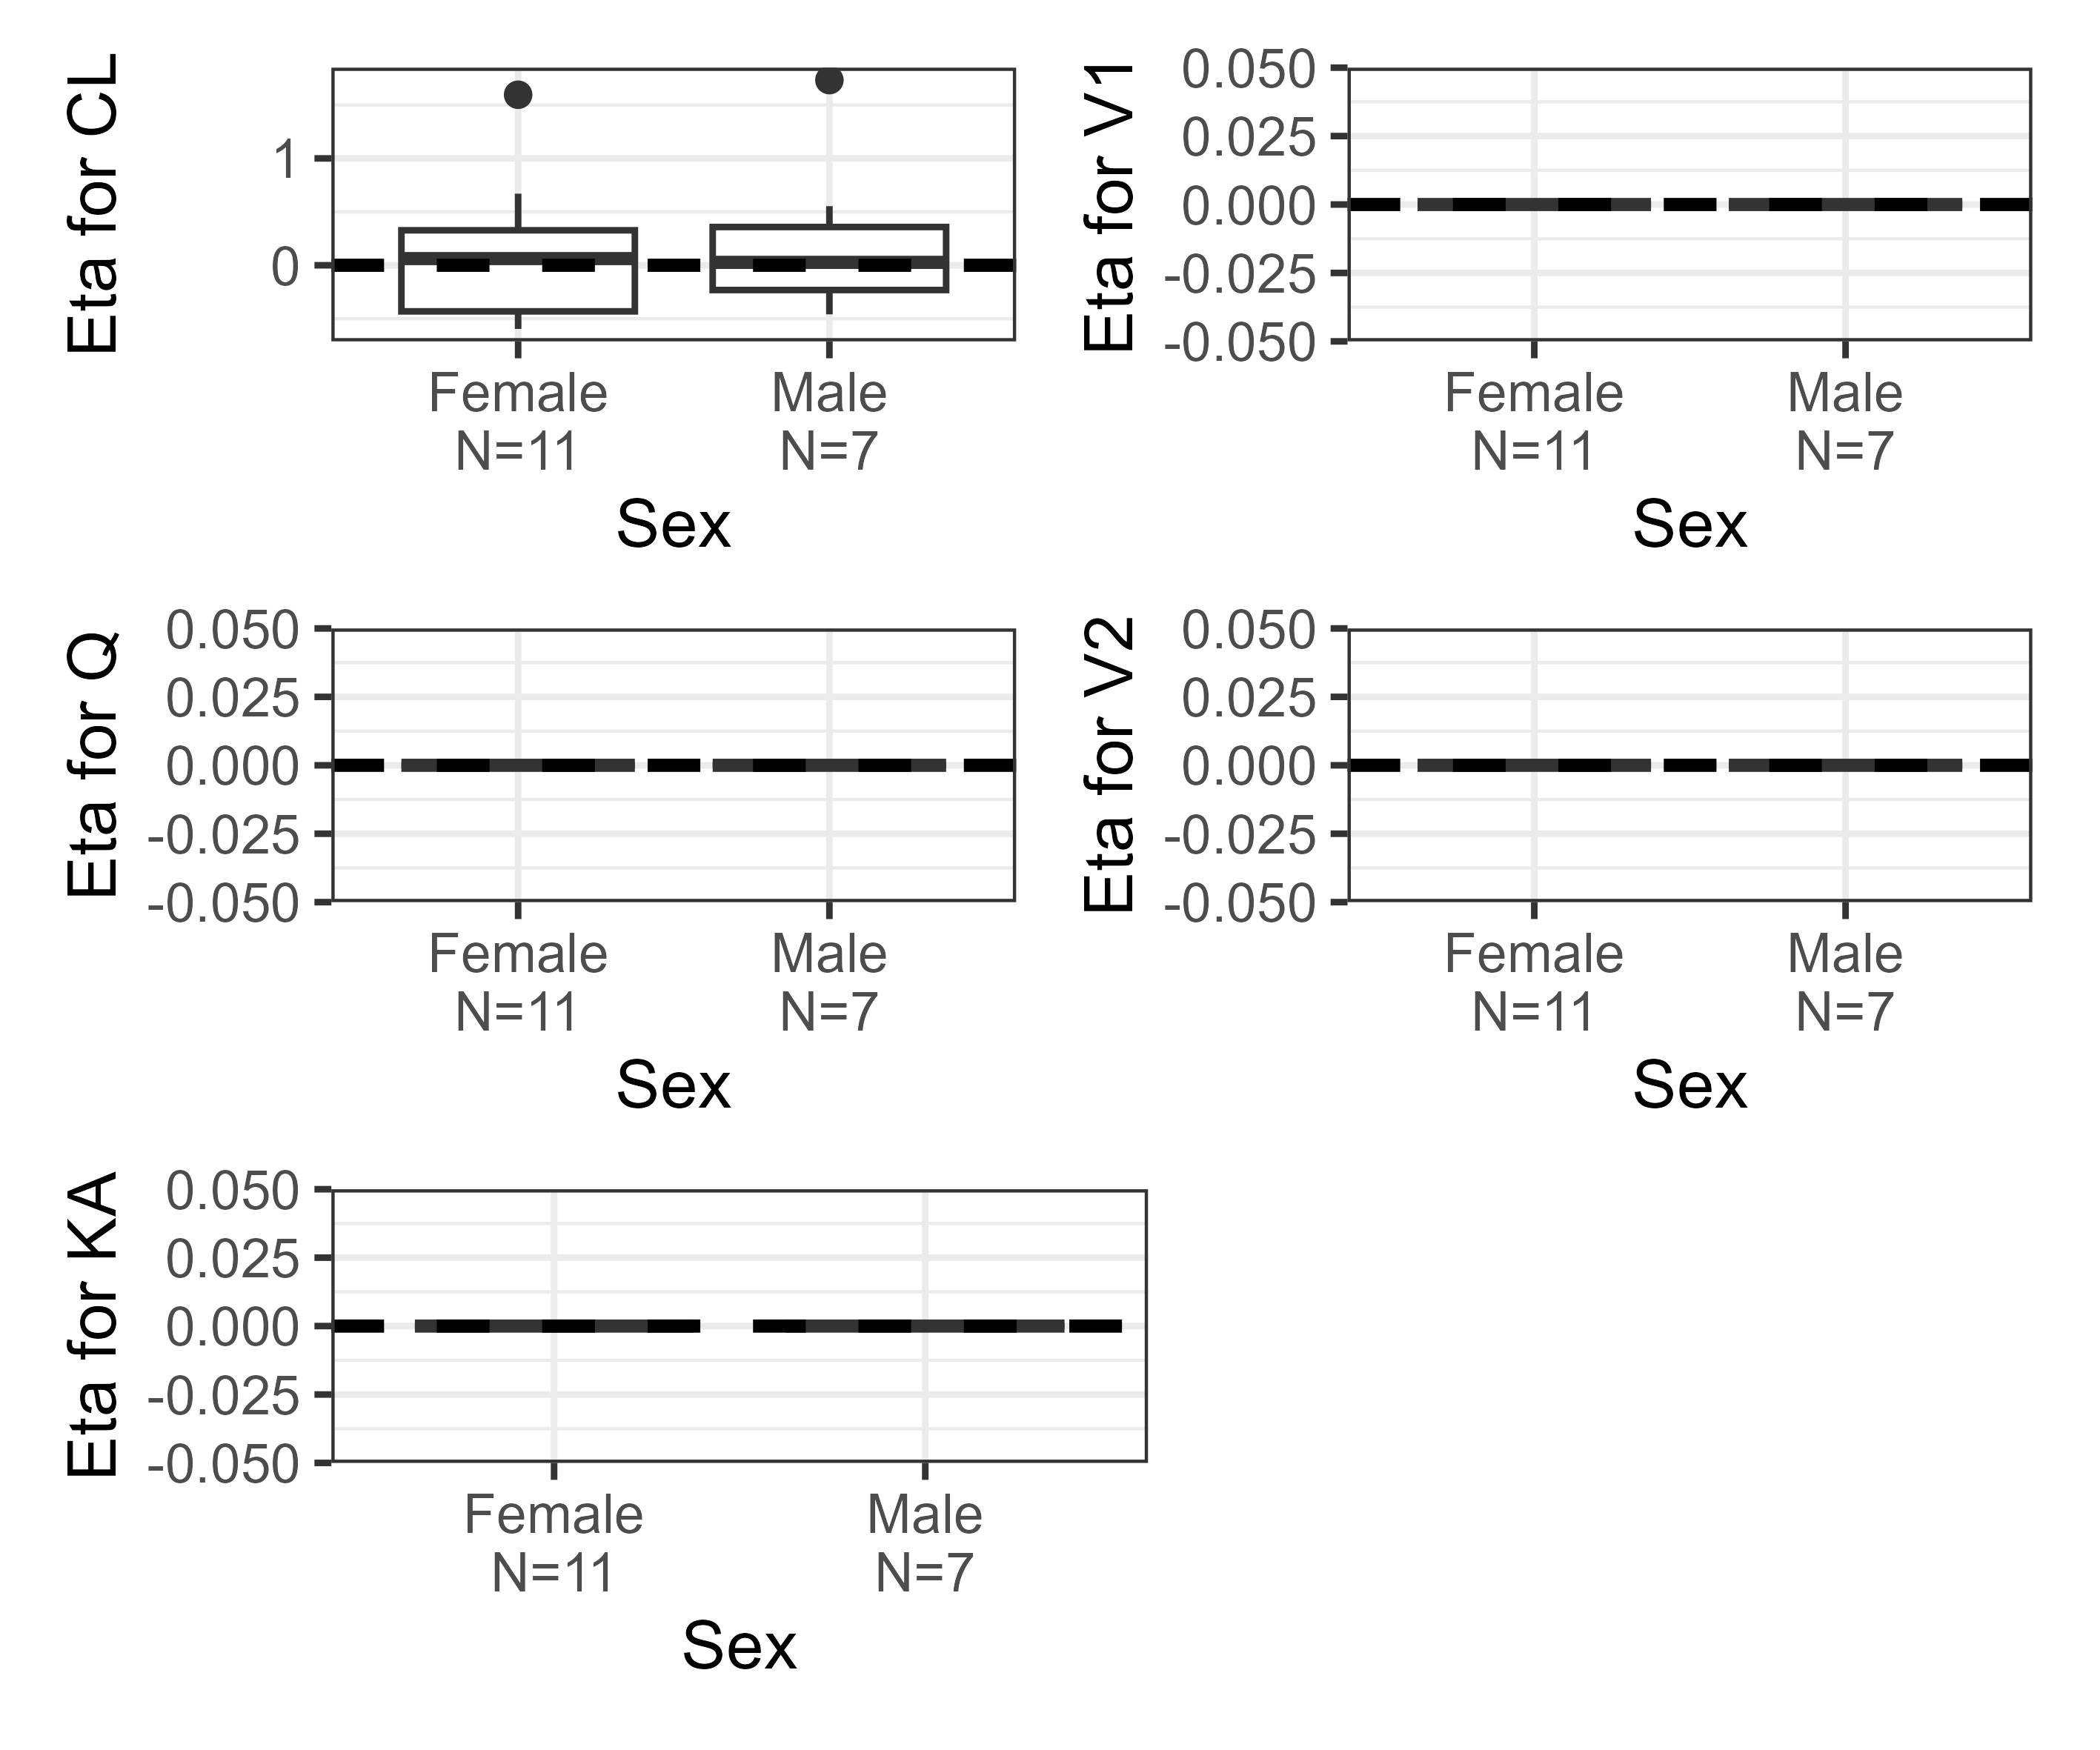 Eta for CL
1
0
Female
N=11
Male
N=7
Sex
Eta for V1
0.050
0.025
0.000
-0.025
-0.050
Female
N=11
Male
N=7
Sex
Eta for Q
0.050
0.025
0.000
-0.025
-0.050
Female
N=11
Male
N=7
Sex
Eta for V2
0.050
0.025
0.000
-0.025
-0.050
Female
N=11
Male
N=7
Sex
Eta for KA
0.050
0.025
0.000
-0.025
-0.050
Female
N=11
Male
N=7
Sex